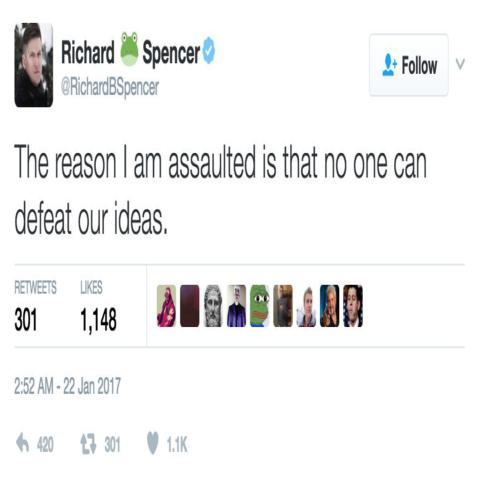 Richard 🐸 Spencer
Follow
@RichardBSpencer
The reason I am assaulted is that no one can
defeat our ideas.
RETWEETS LIKES
301 1,148
2:52 AM - 22 Jan 2017
420 301 1.1K